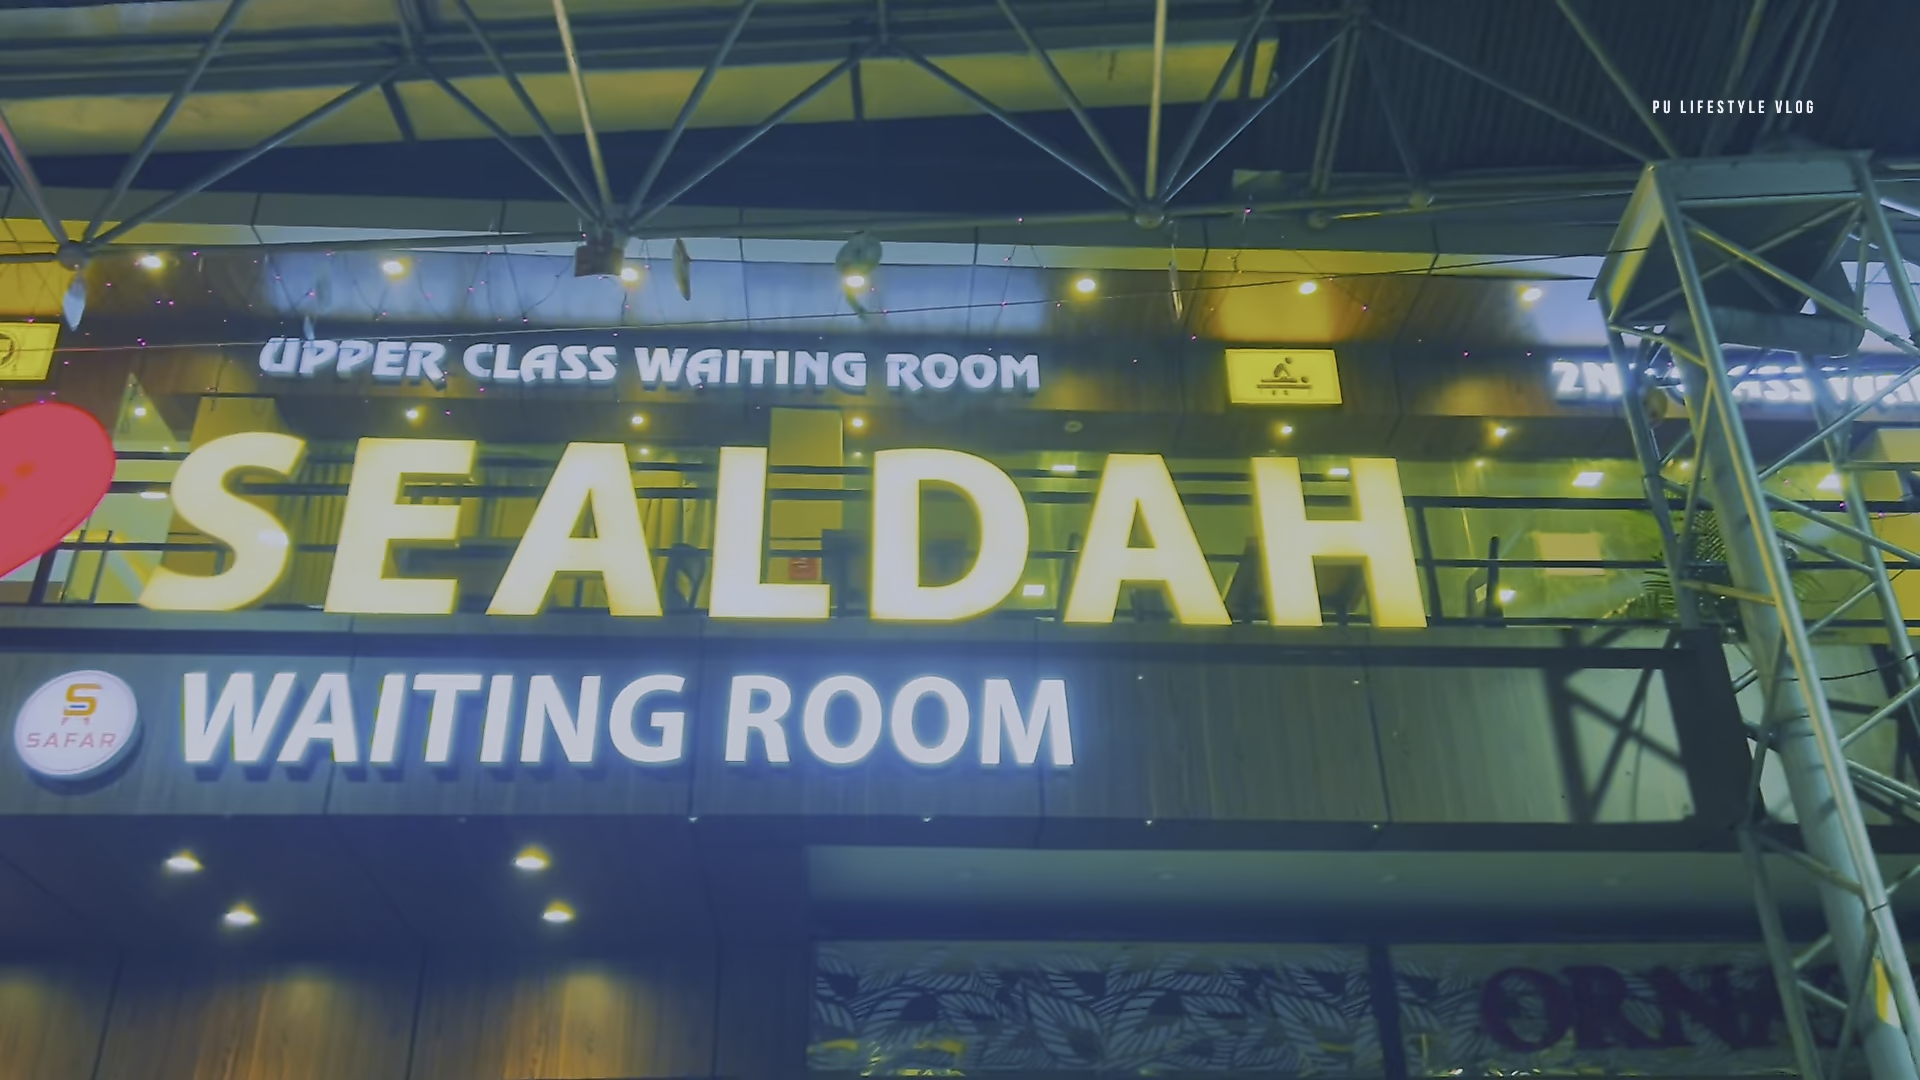 PU LIFESTYLE VLOG
UPPER CLASS WAITING ROOM
SEALDAH
S
SAFAR
WAITING ROOM